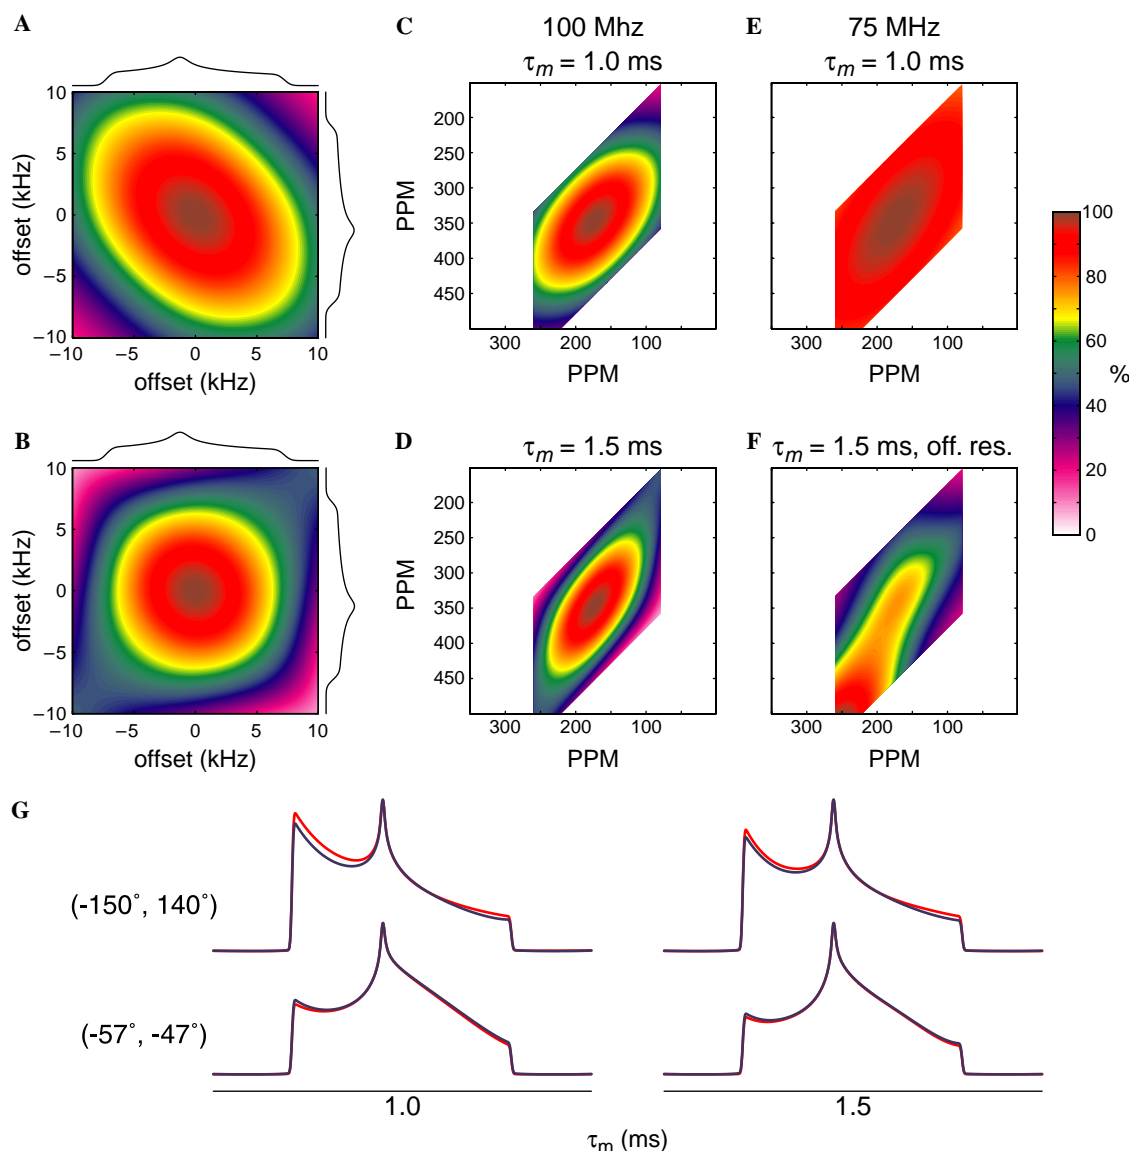 A
C
100 Mhz
E
75 MHz
τm = 1.0 ms
τm = 1.0 ms
10
5
0
−5
−10
offset (kHz)
−10
−5
0
5
10
offset (kHz)
200
250
300
350
400
450
PPM
300
200
100
PPM
300
200
100
PPM
100
80
60
40
20
0
%
B
D
τm = 1.5 ms
F
τm = 1.5 ms, off. res.
10
5
0
−5
−10
offset (kHz)
−10
−5
0
5
10
offset (kHz)
200
250
300
350
400
450
PPM
300
200
100
PPM
300
200
100
PPM
G
(-150°, 140°)
(-57°, -47°)
1.0
1.5
τm (ms)